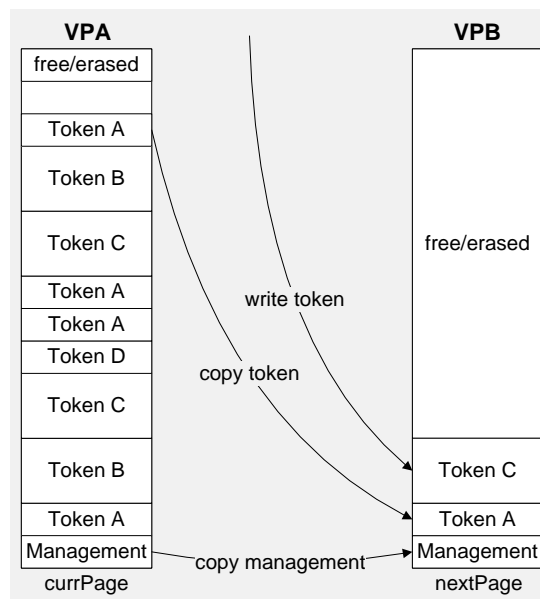 VPA
free/erased
Token A
Token B
Token C
Token A
Token A
Token D
Token C
Token B
Token A
Management
currPage
write token
copy token
copy management
VPB
free/erased
Token C
Token A
Management
nextPage